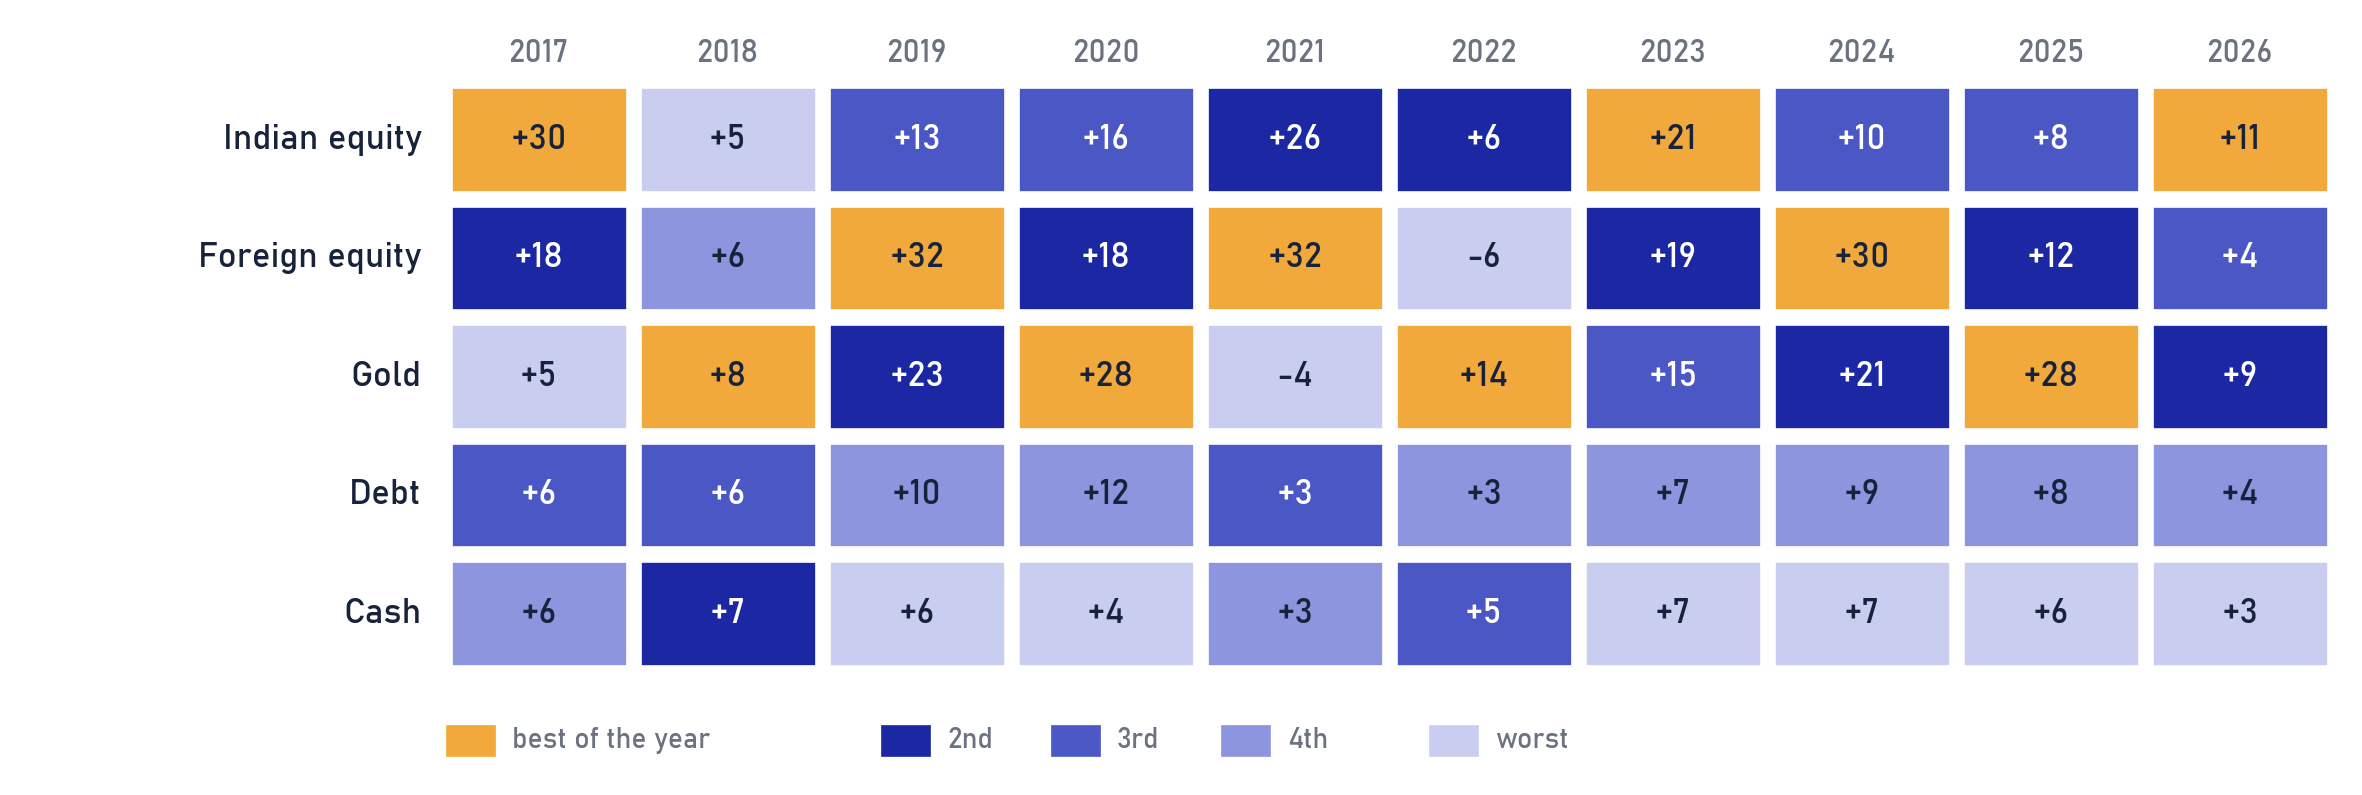 2017 2018 2019 2020 2021 2022 2023 2024 2025 2026
Indian equity +30 +5 +13 +16 +26 +6 +21 +10 +8 +11
Foreign equity +18 +6 +32 +18 +32 -6 +19 +30 +12 +4
Gold +5 +8 +23 +28 -4 +14 +15 +21 +28 +9
Debt +6 +6 +10 +12 +3 +3 +7 +9 +8 +4
Cash +6 +7 +6 +4 +3 +5 +7 +7 +6 +3
best of the year 2nd 3rd 4th worst